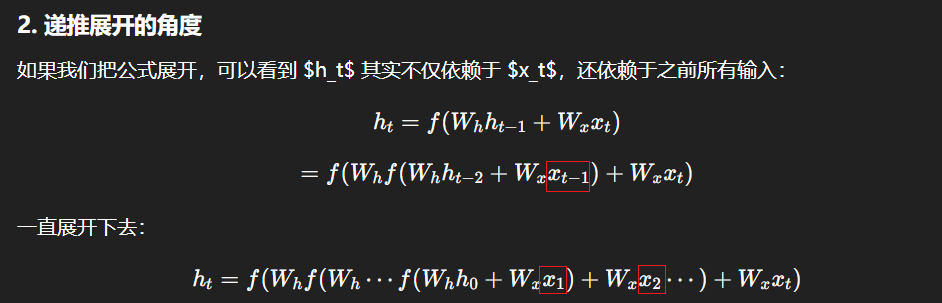 2. 递推展开的角度
如果我们把公式展开，可以看到 $h_t$ 其实不仅依赖于 $x_t$，还依赖于之前所有输入：
h_t = f(W_h h_{t−1} + W_x x_t)
= f(W_h f(W_h h_{t−2} + W_x x_{t−1}) + W_x x_t)
一直展开下去：
h_t = f(W_h f(W_h ⋯ f(W_h h_0 + W_x x_1) + W_x x_2 ⋯) + W_x x_t)